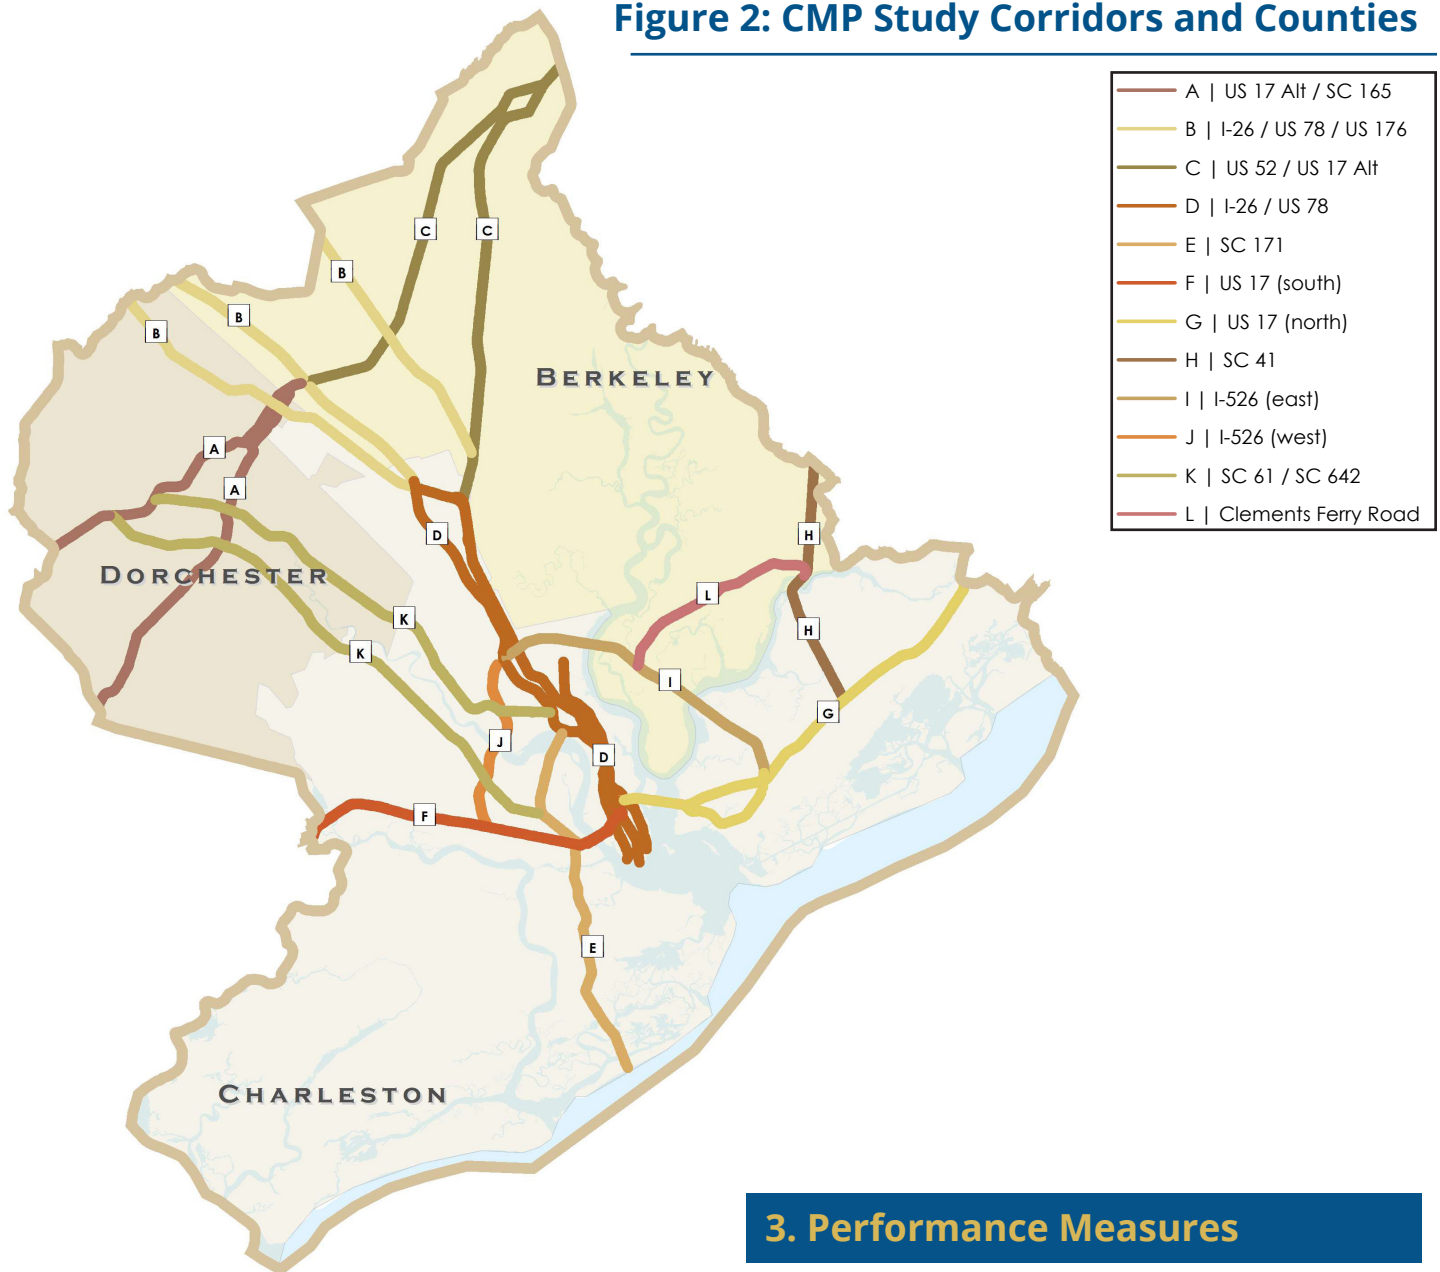 Figure 2: CMP Study Corridors and Counties
A | US 17 Alt / SC 165
B | I-26 / US 78 / US 176
C | US 52 / US 17 Alt
D | I-26 / US 78
E | SC 171
F | US 17 (south)
G | US 17 (north)
H | SC 41
I | I-526 (east)
J | I-526 (west)
K | SC 61 / SC 642
L | Clements Ferry Road
C
C
B
B
B
BERKELEY
A
A
D
H
DORCHESTER
L
K
H
K
I
G
J
D
F
E
CHARLESTON
3. Performance Measures